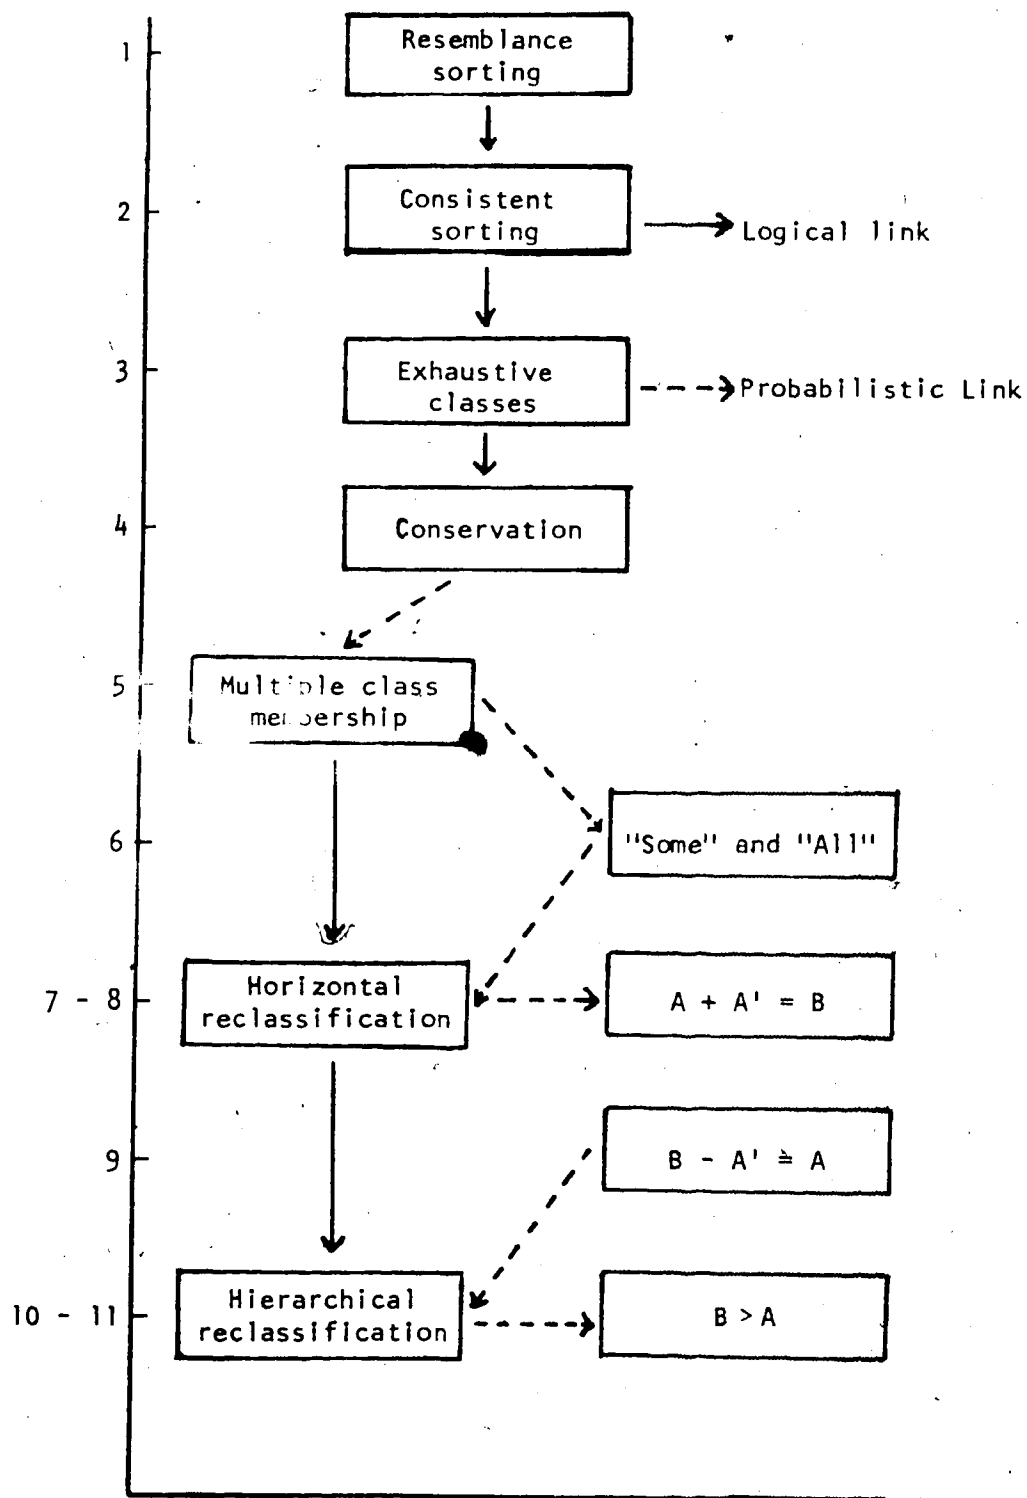 1
Resemblance
sorting
2
Consistent
sorting
Logical link
3
Exhaustive
classes
Probabilistic Link
4
Conservation
5
Multiple class
membership
6
"Some" and "All"
7 - 8
Horizontal
reclassification
A + A' = B
9
B - A' = A
10 - 11
Hierarchical
reclassification
B > A